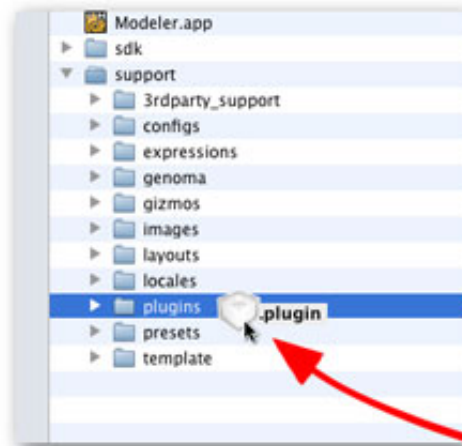 Modeler.app
sdk
support
3rdparty_support
configs
expressions
genoma
gizmos
images
layouts
locales
plugins .plugin
presets
template